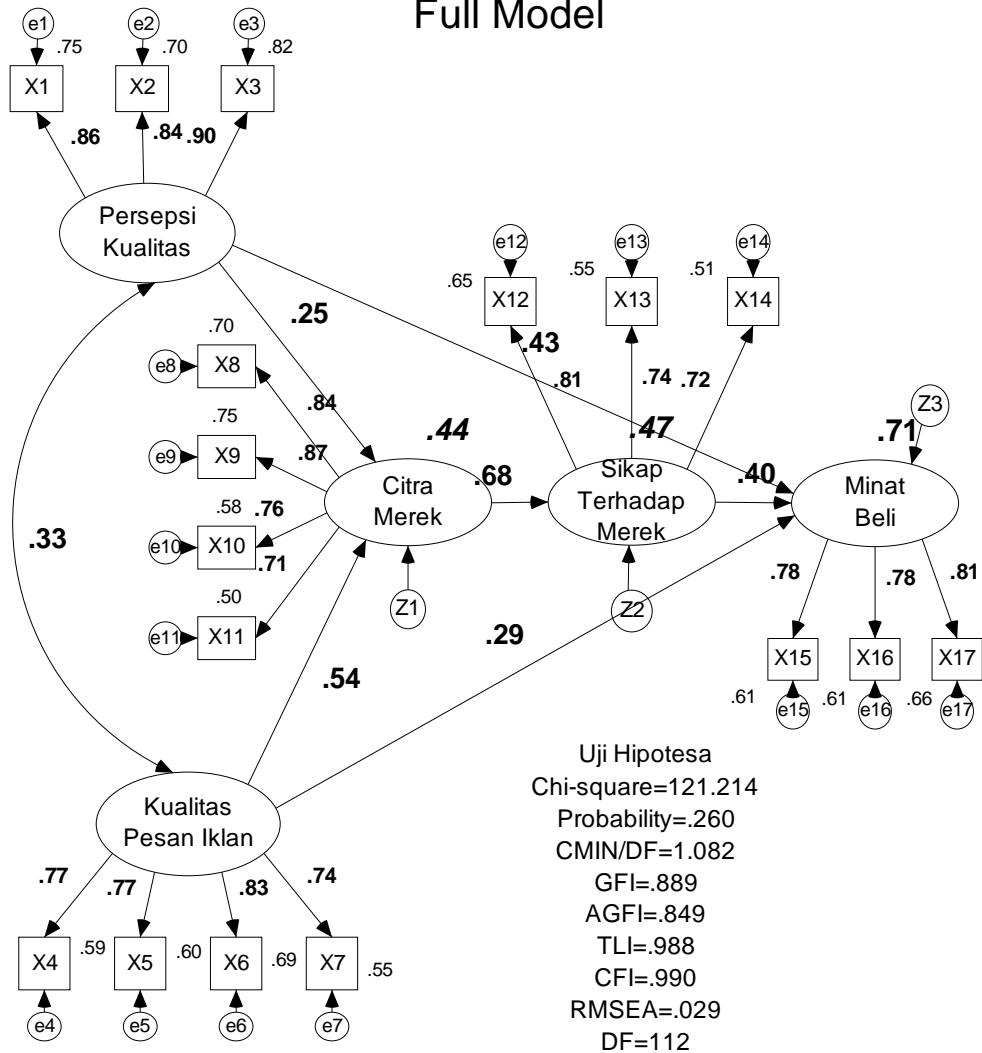 Full Model
e1
e2
e3
.75
.70
.82
X1
X2
X3
.86
.84
.90
Persepsi
Kualitas
e12
e13
e14
.65
.55
.51
X12
X13
X14
.25
.43
.70
e8
X8
.81
.74
.72
.84
Z3
.75
.44
.47
.71
e9
X9
.87
Citra
Merek
.68
Sikap
Terhadap
Merek
.40
Minat
Beli
.58
.76
e10
X10
.33
.71
.50
e11
X11
Z1
Z2
.78
.78
.81
.29
.54
X15
X16
X17
.61
e15
.61
e16
.66
e17
Uji Hipotesa
Chi-square=121.214
Probability=.260
CMIN/DF=1.082
GFI=.889
AGFI=.849
TLI=.988
CFI=.990
RMSEA=.029
DF=112
Kualitas
Pesan Iklan
.77
.77
.83
.74
X4
.59
X5
.60
X6
.69
X7
.55
e4
e5
e6
e7